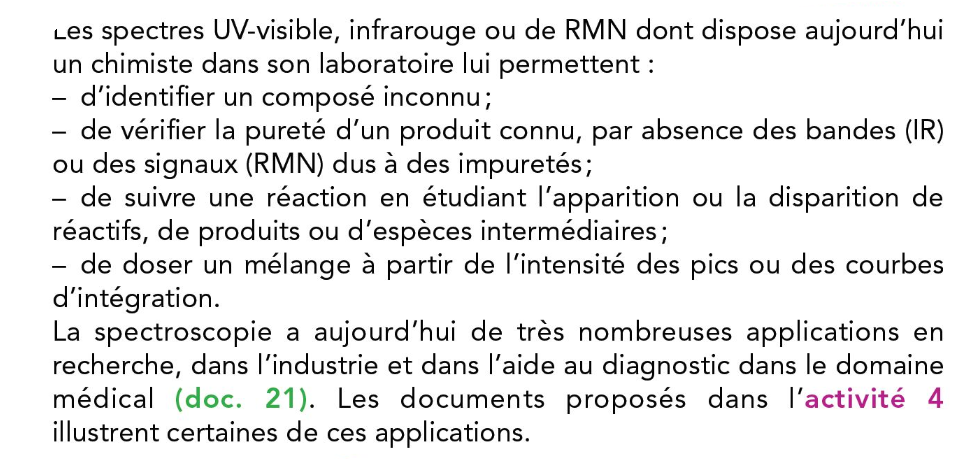 Les spectres UV-visible, infrarouge ou de RMN dont dispose aujourd’hui
un chimiste dans son laboratoire lui permettent :
– d’identifier un composé inconnu ;
– de vérifier la pureté d’un produit connu, par absence des bandes (IR)
ou des signaux (RMN) dus à des impuretés ;
– de suivre une réaction en étudiant l’apparition ou la disparition de
réactifs, de produits ou d’espèces intermédiaires ;
– de doser un mélange à partir de l’intensité des pics ou des courbes
d’intégration.
La spectroscopie a aujourd’hui de très nombreuses applications en
recherche, dans l’industrie et dans l’aide au diagnostic dans le domaine
médical (doc. 21). Les documents proposés dans l’activité 4
illustrent certaines de ces applications.